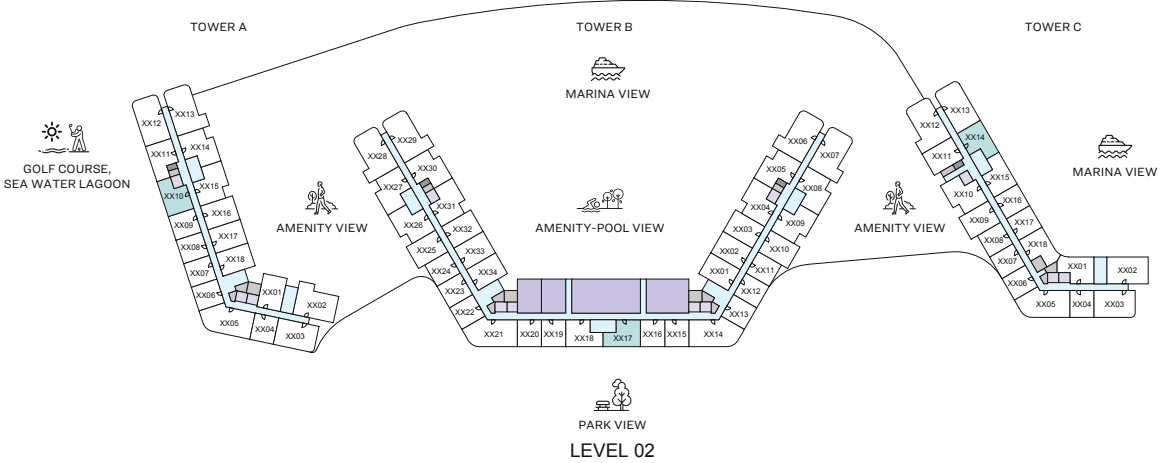 TOWER A
TOWER B
TOWER C
MARINA VIEW
GOLF COURSE,
SEA WATER LAGOON
AMENITY VIEW
AMENITY-POOL VIEW
AMENITY VIEW
MARINA VIEW
XX12
XX13
XX11
XX14
XX10
XX15
XX09
XX16
XX08
XX17
XX07
XX18
XX06
XX01
XX02
XX05
XX04
XX03
XX28
XX29
XX27
XX30
XX31
XX26
XX32
XX25
XX33
XX24
XX34
XX23
XX22
XX21
XX20
XX19
XX18
XX17
XX16
XX15
XX14
XX13
XX12
XX11
XX01
XX10
XX02
XX09
XX03
XX04
XX08
XX05
XX07
XX06
XX12
XX13
XX11
XX14
XX10
XX15
XX09
XX16
XX08
XX17
XX07
XX18
XX06
XX01
XX02
XX05
XX04
XX03
PARK VIEW
LEVEL 02